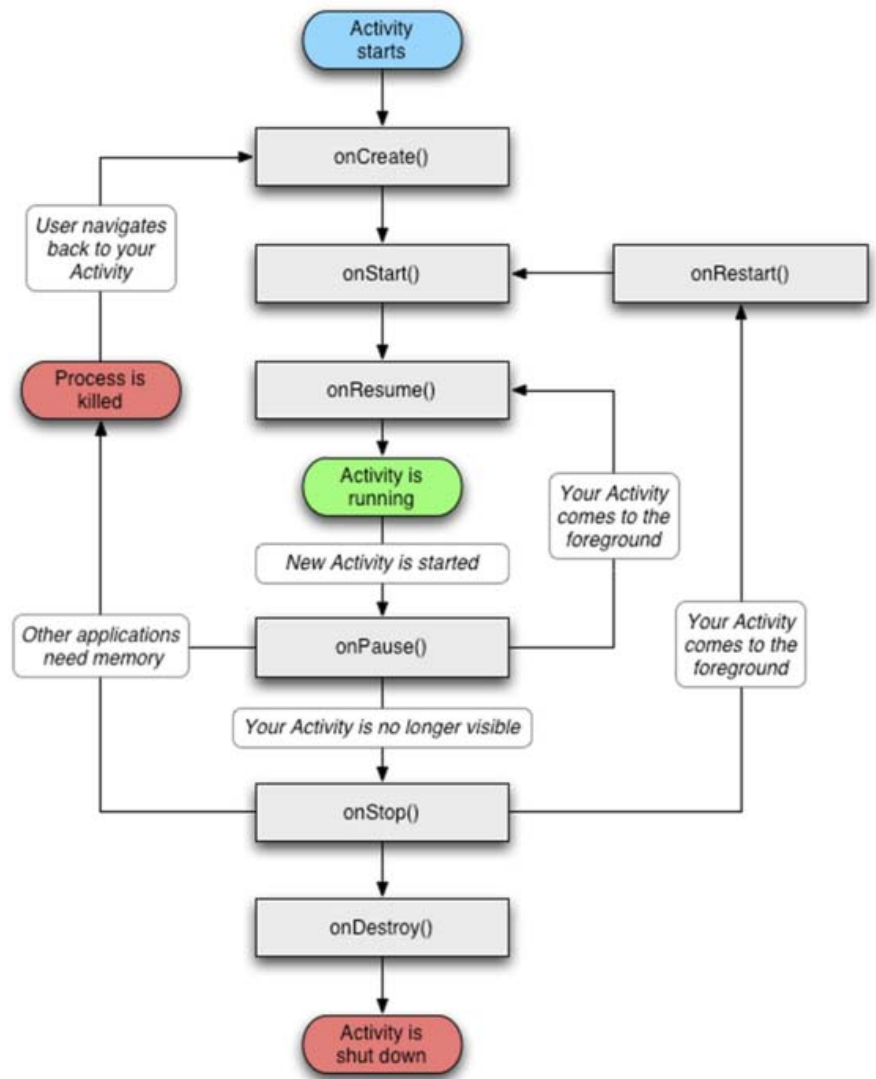 Activity
starts
onCreate()
User navigates
back to your
Activity
onStart()
onRestart()
onResume()
Process is
killed
Activity is
running
Your Activity
comes to the
foreground
New Activity is started
Other applications
need memory
onPause()
Your Activity
comes to the
foreground
Your Activity is no longer visible
onStop()
onDestroy()
Activity is
shut down